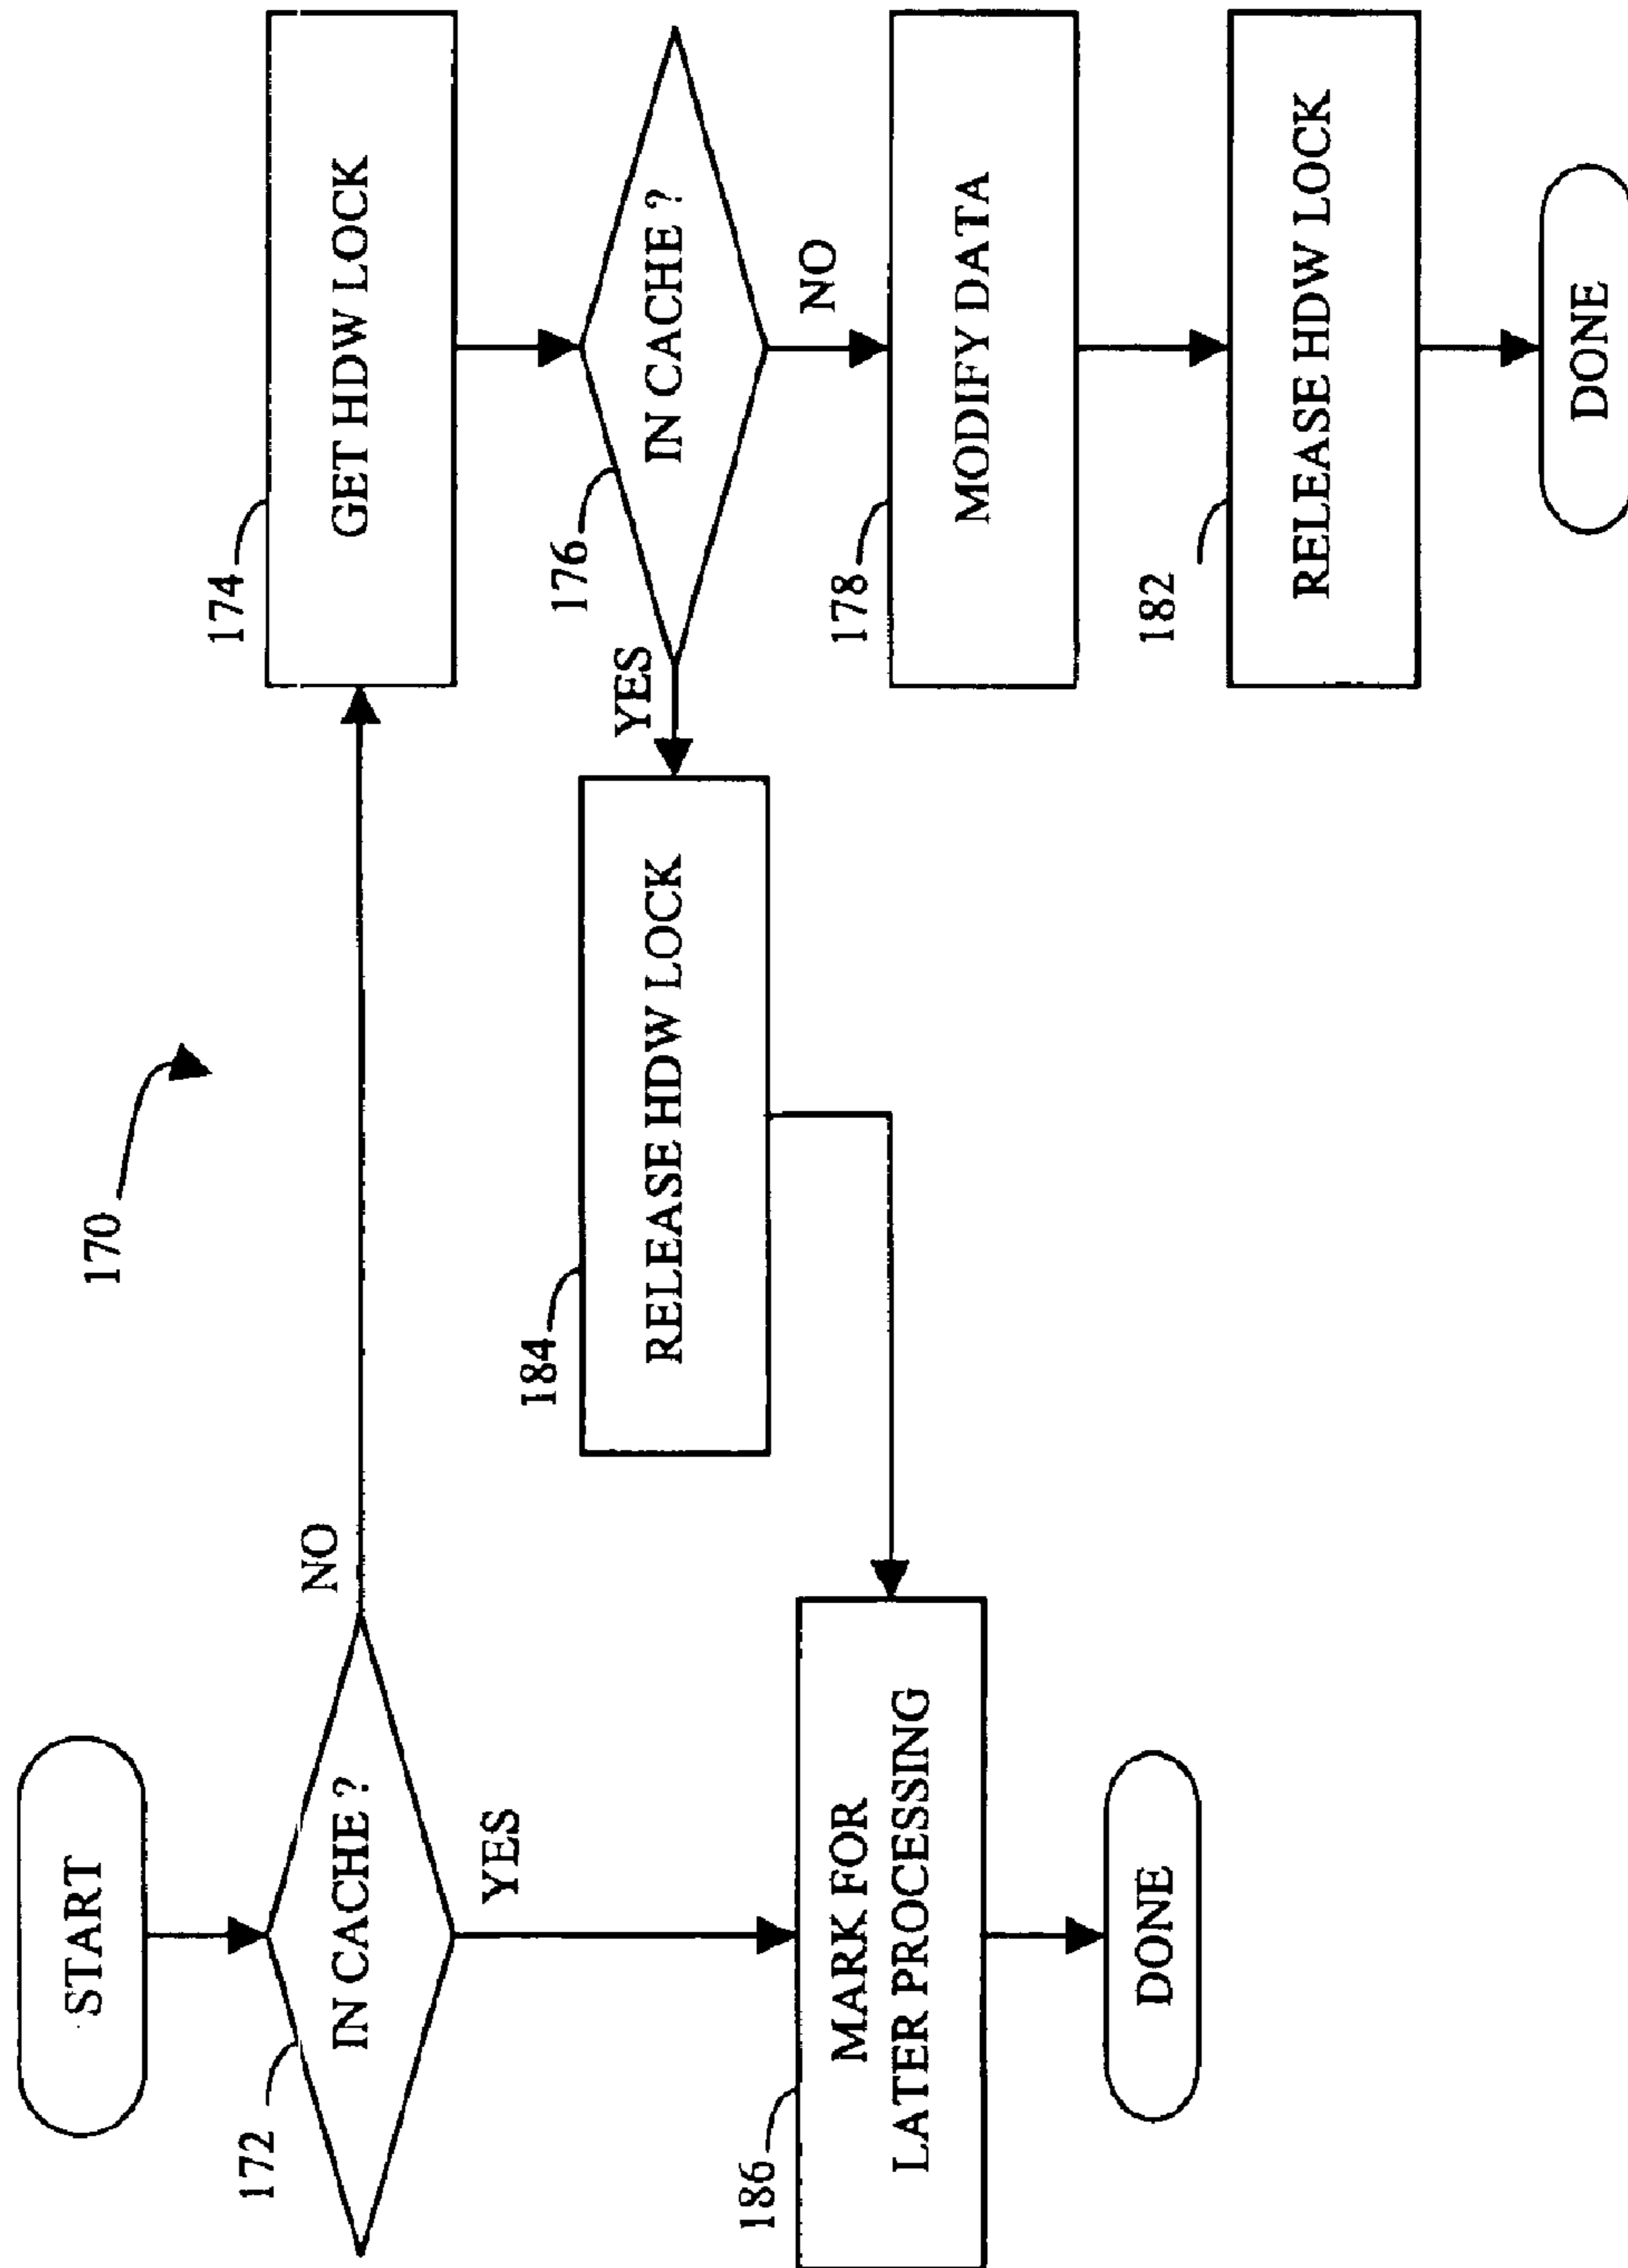 170
START
172
IN CACHE ?
NO
YES
174
GET HDW LOCK
176
IN CACHE ?
YES
NO
184
RELEASE HDW LOCK
178
MODIFY DATA
186
MARK FOR
LATER PROCESSING
182
RELEASE HDW LOCK
DONE
DONE